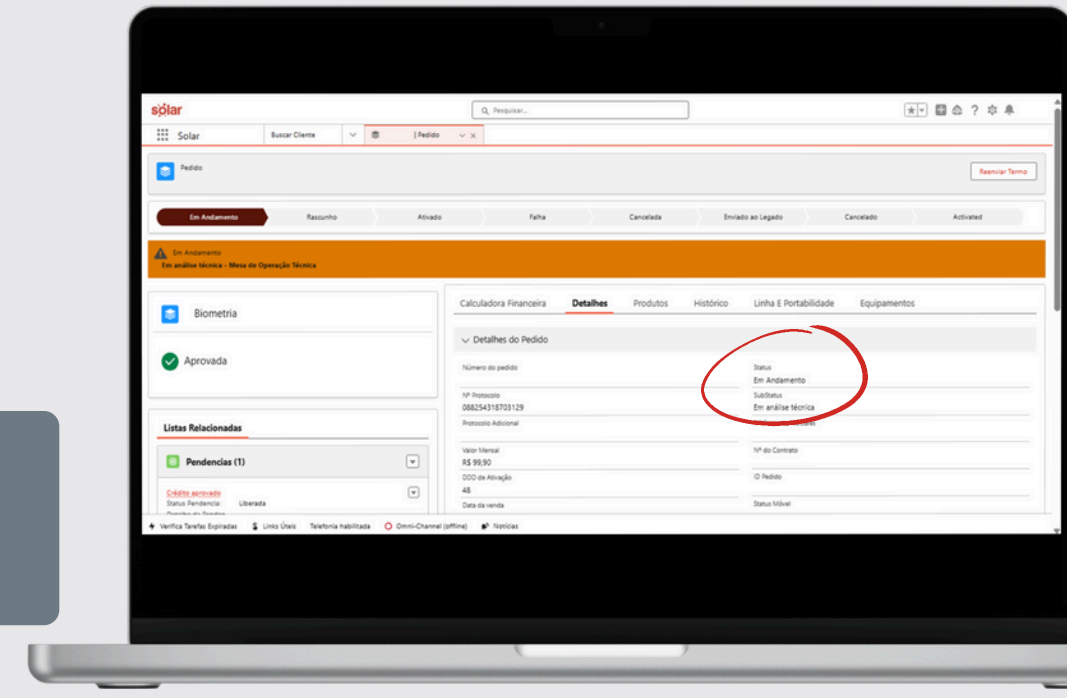 solar
Pesquisar...
Solar
Buscar Cliente
Pedido
Pedido
Reenviar Termo
Em Andamento
Rascunho
Ativado
Falha
Cancelada
Enviado ao Legado
Cancelado
Activated
Em Andamento
Em análise técnica - Mesa de Operação Técnica
Biometria
Aprovada
Listas Relacionadas
Pendencias (1)
Crédito aprovado
Status Pendencia: Liberada
Calculadora Financeira
Detalhes
Produtos
Histórico
Linha E Portabilidade
Equipamentos
Detalhes do Pedido
Número do pedido
Status
Em Andamento
Nº Protocolo
088254318703129
SubStatus
Em análise técnica
Protocolo Adicional
Valor Mensal
R$ 99,90
Nº do Contrato
DDD de Ativação
48
ID Pedido
Data da venda
Status Móvel
Verifica Tarefas Expiradas
Links Úteis
Telefonia habilitada
Omni-Channel (offline)
Notícias